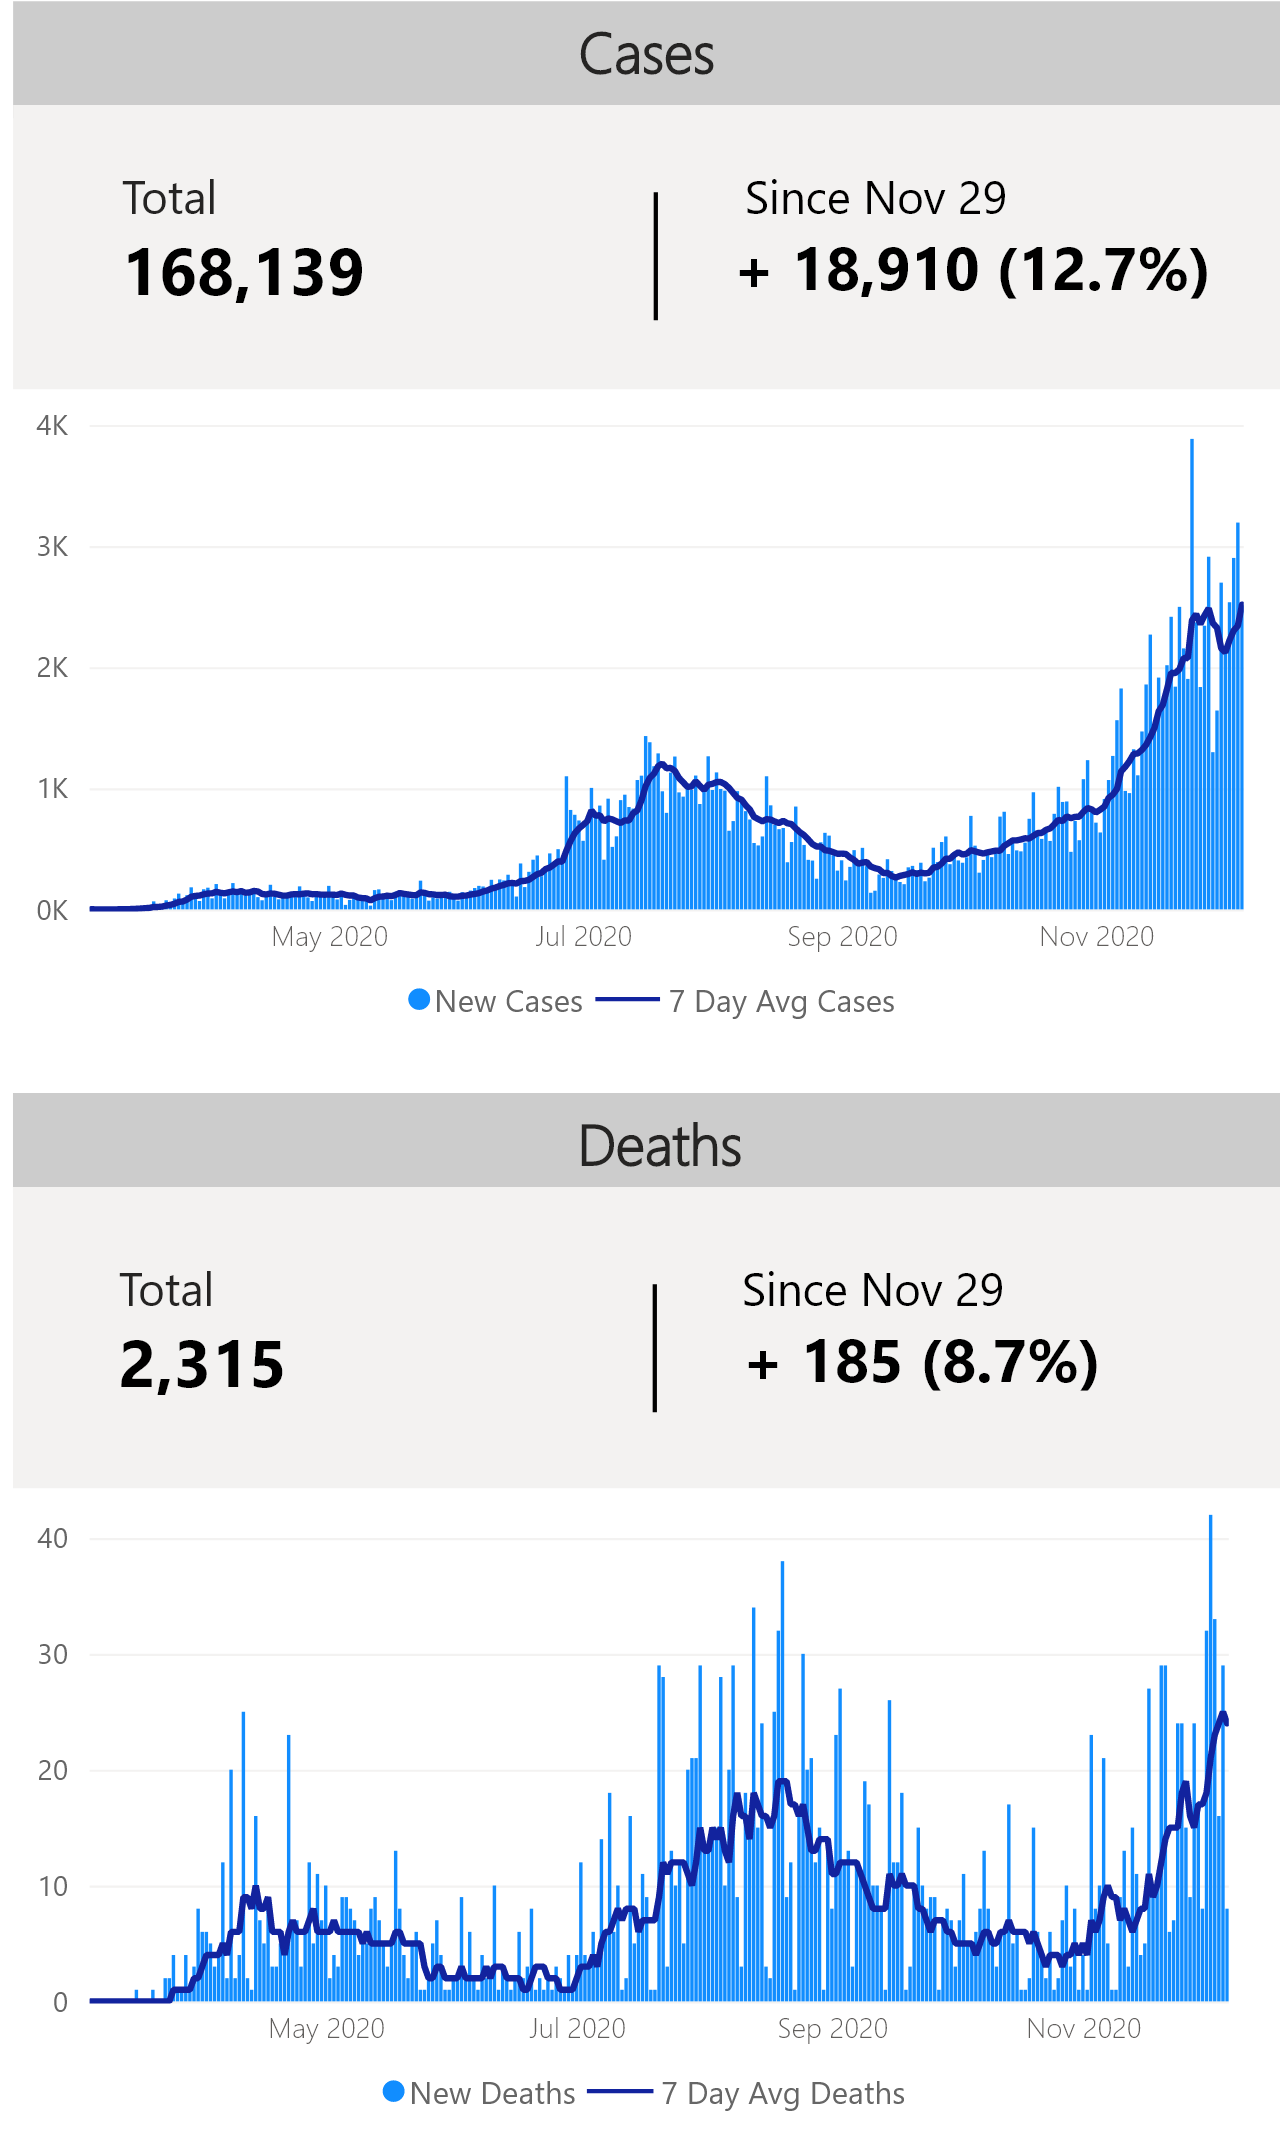 Cases
Total
Since Nov 29
168,139
+ 18,910 (12.7%)
4K
3K
2K
1K
0K
May 2020
Jul 2020
Sep 2020
Nov 2020
New Cases
7 Day Avg Cases
Deaths
Total
Since Nov 29
2,315
+ 185 (8.7%)
40
30
20
10
0
May 2020
Jul 2020
Sep 2020
Nov 2020
New Deaths
7 Day Avg Deaths